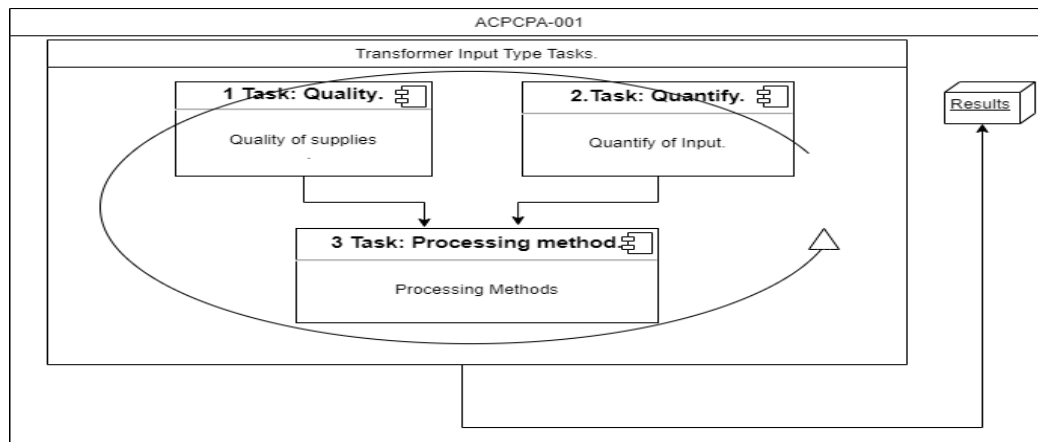 ACPCPA-001
Transformer Input Type Tasks.
1 Task: Quality.
Quality of supplies
.
2.Task: Quantify.
Quantify of Input.
Results
3 Task: Processing method.
Processing Methods